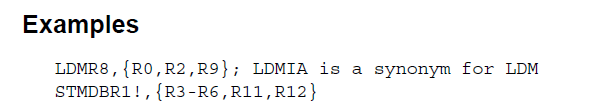 Examples
LDMR8,{R0,R2,R9}; LDMIA is a synonym for LDM
STMDBR1!,{R3-R6,R11,R12}